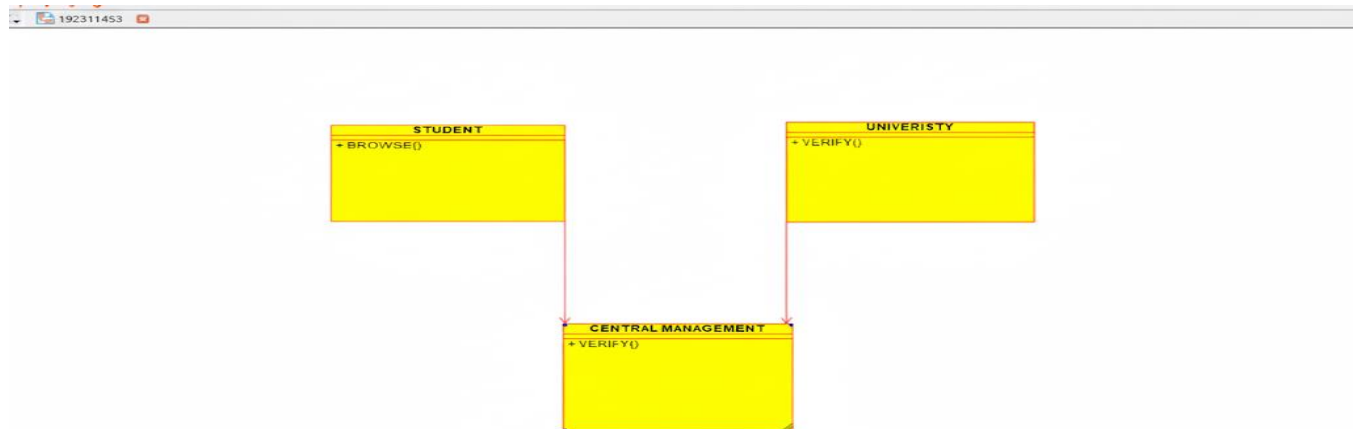 192311453
STUDENT
+ BROWSE()
UNIVERISTY
+ VERIFY()
CENTRAL MANAGEMENT
+ VERIFY()